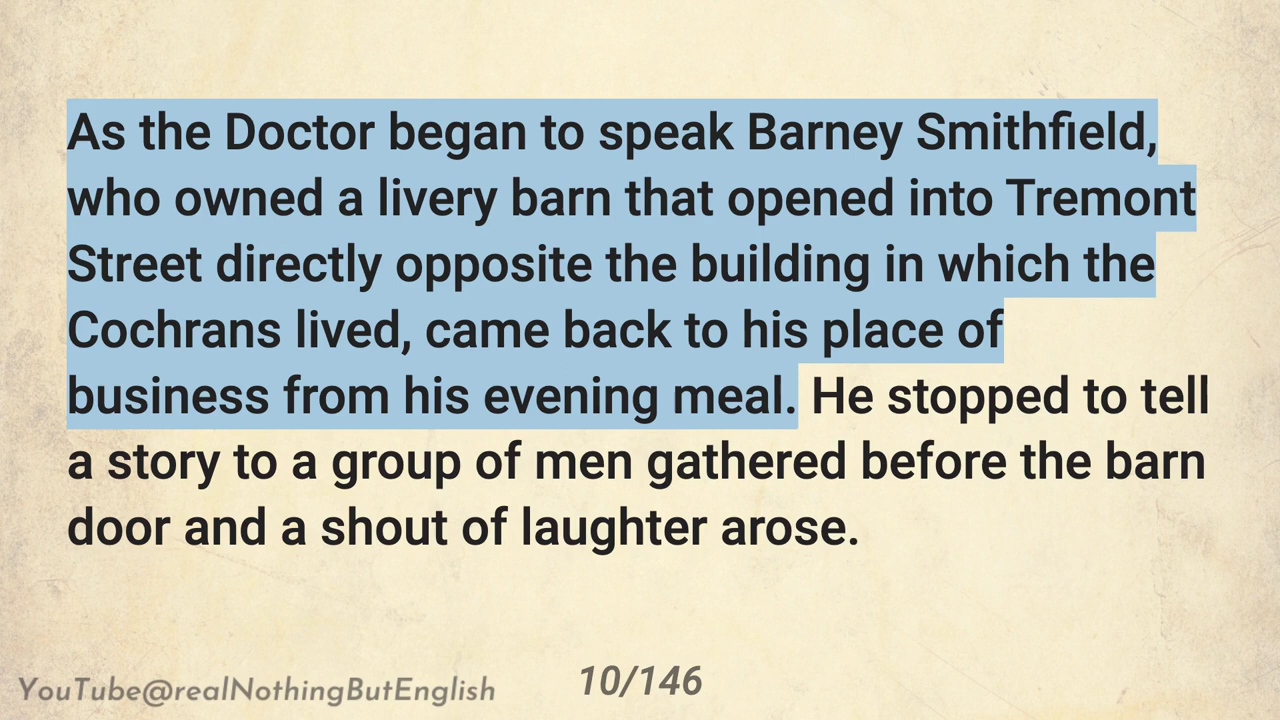 As the Doctor began to speak Barney Smithfield,
who owned a livery barn that opened into Tremont
Street directly opposite the building in which the
Cochrans lived, came back to his place of
business from his evening meal. He stopped to tell
a story to a group of men gathered before the barn
door and a shout of laughter arose.
YouTube@realNothingButEnglish
10/146